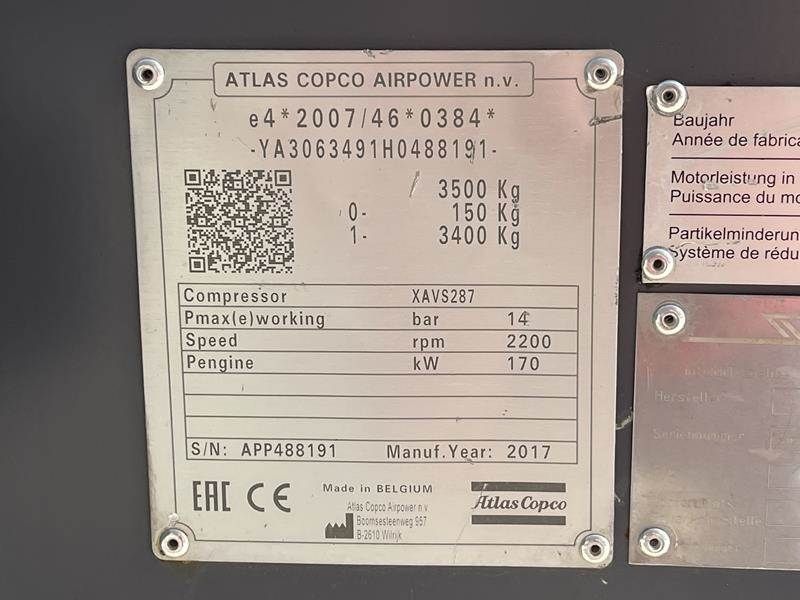 ATLAS COPCO AIRPOWER n.v.
e4*2007/46*0384*
-YA3063491H0488191-
3500 Kg
0- 150 Kg
1- 3400 Kg
Compressor XAVS287
Pmax(e)working bar 14
Speed rpm 2200
Pengine kW 170
S/N: APP488191 Manuf.Year: 2017
EAC CE
Made in BELGIUM
Atlas Copco Airpower n.v.
Boomsesteenweg 957
B-2610 Wilrijk
Atlas Copco
Baujahr
Année de fabrica
Motorleistung in
Puissance du mo
Partikelminderun
Système de rédu
Hersteller
Seriennummer